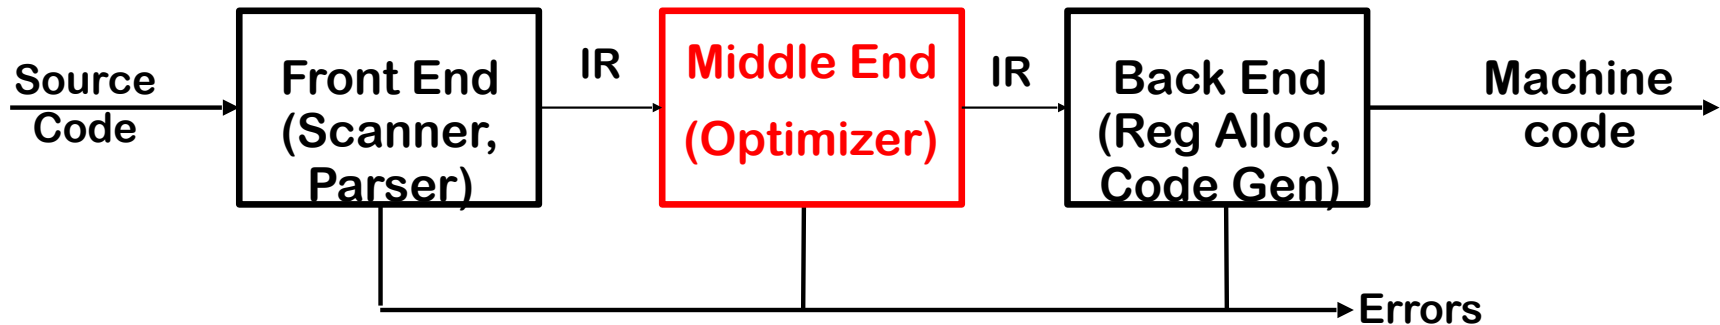 Source
Code
Front End
(Scanner,
Parser)
IR
Middle End
(Optimizer)
IR
Back End
(Reg Alloc,
Code Gen)
Machine
code
Errors